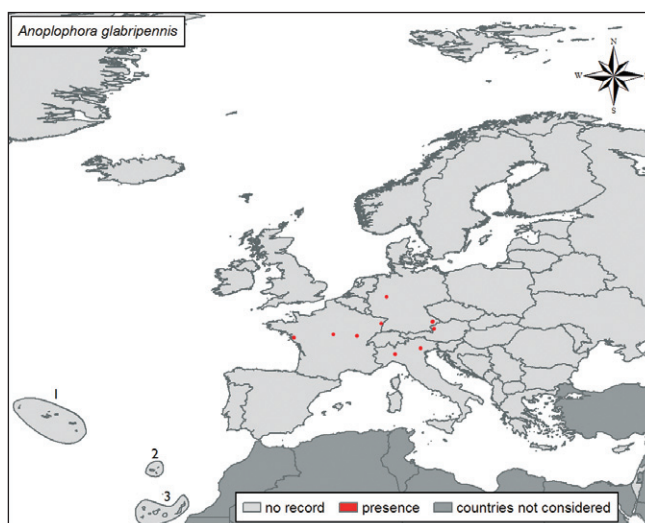 Anoplophora glabripennis
N
W
S
1
2
3
no record
presence
countries not considered